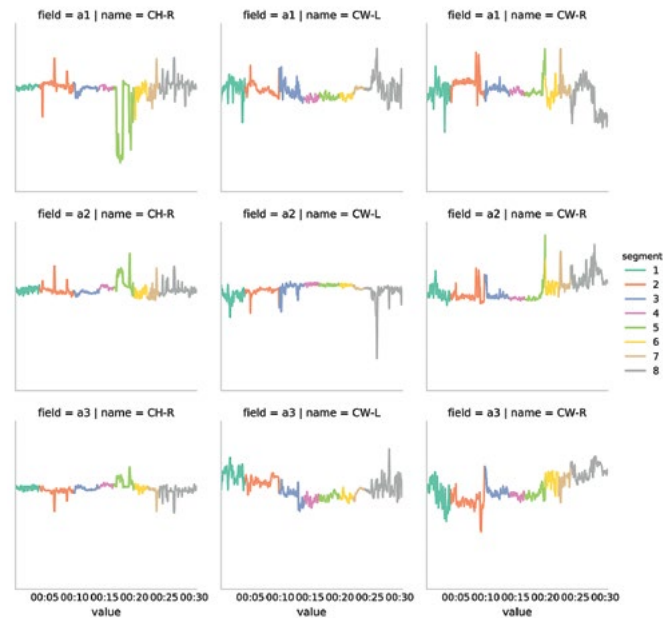 field = a1 | name = CH-R
field = a1 | name = CW-L
field = a1 | name = CW-R
field = a2 | name = CH-R
field = a2 | name = CW-L
field = a2 | name = CW-R
segment
1
2
3
4
5
6
7
8
field = a3 | name = CH-R
field = a3 | name = CW-L
field = a3 | name = CW-R
00:05 00:10 00:15 00:20 00:25 00:30
00:05 00:10 00:15 00:20 00:25 00:30
00:05 00:10 00:15 00:20 00:25 00:30
value
value
value